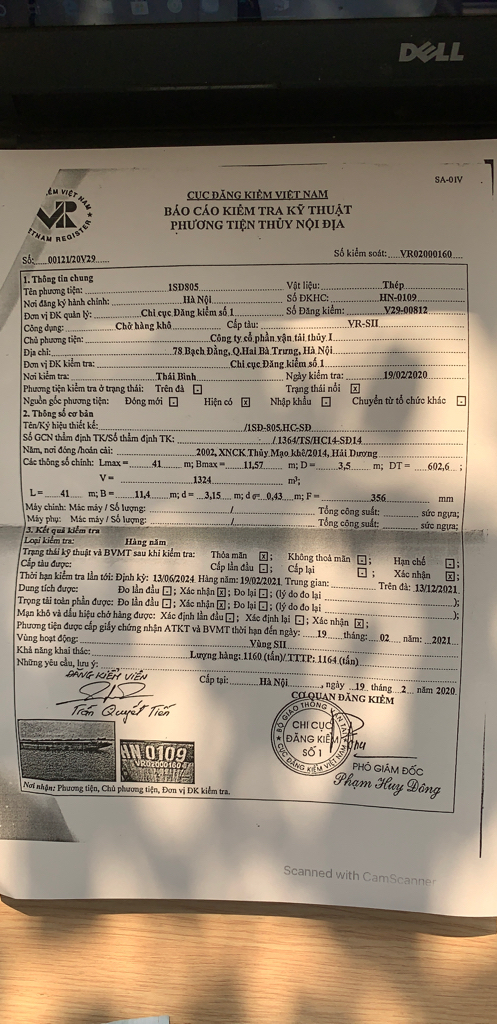 DELL
SA-01V
VIỆT NAM
VR
VIETNAM REGISTER
CỤC ĐĂNG KIỂM VIỆT NAM
BÁO CÁO KIỂM TRA KỸ THUẬT
PHƯƠNG TIỆN THỦY NỘI ĐỊA
Số: 00121/20V29 Số kiểm soát: VR02000160
1. Thông tin chung
Tên phương tiện: 1SD805 Vật liệu: Thép
Nơi đăng ký hành chính: Hà Nội Số ĐKHC: HN-0109
Đơn vị ĐK quản lý: Chi cục Đăng kiểm số 1 Số Đăng kiểm: V29-00812
Công dụng: Chở hàng khô Cấp tàu: VR-SII
Chủ phương tiện: Công ty cổ phần vận tải thủy 1
Địa chỉ: 78 Bạch Đằng, Q.Hai Bà Trưng, Hà Nội
Đơn vị ĐK kiểm tra: Chi cục Đăng kiểm số 1
Nơi kiểm tra: Thái Bình Ngày kiểm tra: 19/02/2020
Phương tiện kiểm tra ở trạng thái: Trên đà Trạng thái nổi x
Nguồn gốc phương tiện: Đóng mới Hiện có x Nhập khẩu Chuyển từ tổ chức khác
2. Thông số cơ bản
Tên/Ký hiệu thiết kế: /1SD-805.HC-SD
Số GCN thẩm định TK/Số thẩm định TK: /1364/TS/HC14-SD14
Năm, nơi đóng/hoán cải: 2002, XNCK Thủy Mạo khê/2014, Hải Dương
Các thông số chính: Lmax = 41 m; Bmax = 11,57 m; D = 3,5 m; DT = 602,6 ;
V = 1324 m³;
L = 41 m; B = 11,4 m; d = 3,15 m; d = 0,43 m; F = 356 mm
Máy chính: Mác máy / Số lượng: / Tổng công suất: sức ngựa;
Máy phụ: Mác máy / Số lượng: / Tổng công suất: sức ngựa;
3. Kết quả kiểm tra
Loại kiểm tra: Hàng năm
Trạng thái kỹ thuật và BVMT sau khi kiểm tra: Thỏa mãn x ; Không thoả mãn ; Hạn chế ;
Cấp tàu được: Cấp lần đầu ; Cấp lại ; Xác nhận x ;
Thời hạn kiểm tra lần tới: Định kỳ: 13/06/2024 Hàng năm: 19/02/2021 Trung gian: Trên đà: 13/12/2021
Dung tích được: Đo lần đầu ; Xác nhận x ; Đo lại ; (lý do đo lại );
Trọng tải toàn phần được: Đo lần đầu ; Xác nhận x ; Đo lại ; (lý do đo lại );
Mạn khô và dấu hiệu chở hàng được: Xác định lần đầu ; Xác định lại ; Xác nhận x ;
Phương tiện được cấp giấy chứng nhận ATKT và BVMT thời hạn đến ngày: 19 tháng: 02 năm: 2021
Vùng hoạt động: Vùng SII
Khả năng khai thác: Lượng hàng: 1160 (tấn)/ TTTP: 1164 (tấn)
Những yêu cầu, lưu ý:
Cấp tại: Hà Nội , ngày 19 tháng 2 năm 2020
ĐĂNG KIỂM VIÊN CƠ QUAN ĐĂNG KIỂM
Trần Quyết Tiến
BỘ GIAO THÔNG VẬN TẢI
CHI CỤC
ĐĂNG KIỂM
SỐ 1
CỤC ĐĂNG KIỂM VIỆT NAM
PHÓ GIÁM ĐỐC
Phạm Huy Đông
HN 0109
VR02000160
Nơi nhận: Phương tiện, Chủ phương tiện, Đơn vị ĐK kiểm tra.
Scanned with CamScanner